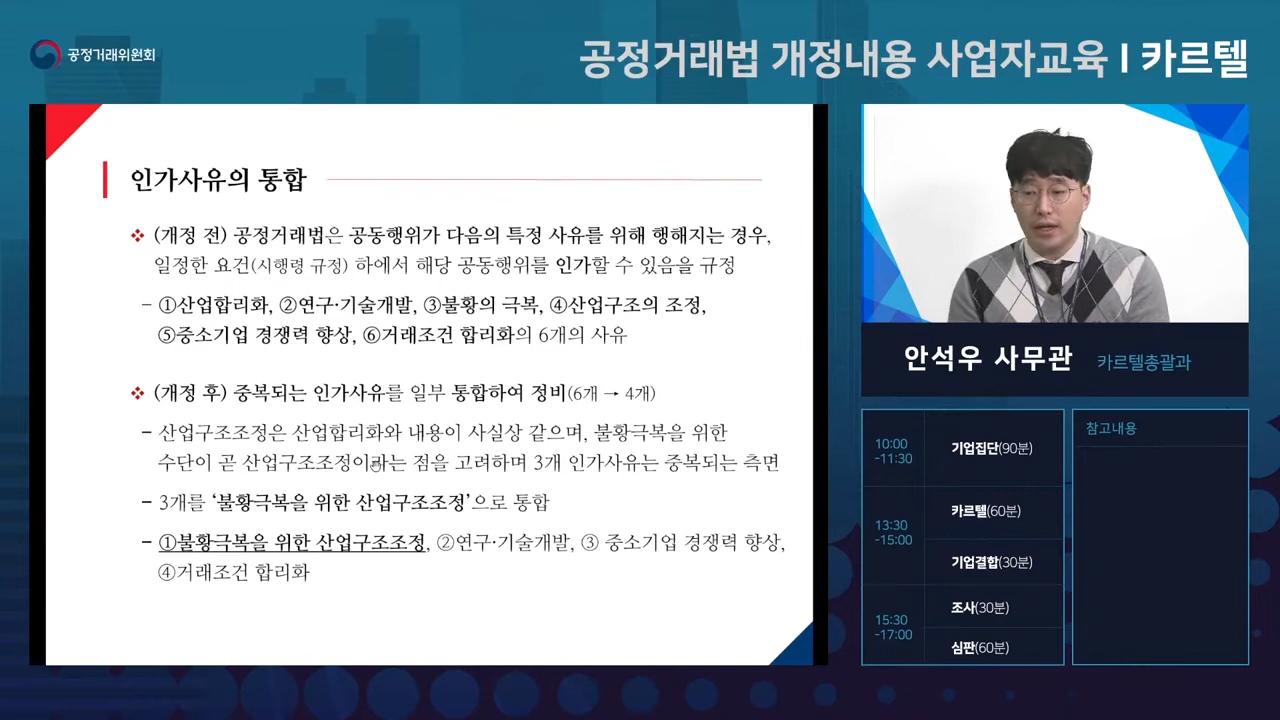 공정거래위원회
공정거래법 개정내용 사업자교육 I 카르텔
인가사유의 통합
❖ (개정 전) 공정거래법은 공동행위가 다음의 특정 사유를 위해 행해지는 경우,
일정한 요건(시행령 규정) 하에서 해당 공동행위를 인가할 수 있음을 규정
– ①산업합리화, ②연구·기술개발, ③불황의 극복, ④산업구조의 조정,
⑤중소기업 경쟁력 향상, ⑥거래조건 합리화의 6개의 사유
❖ (개정 후) 중복되는 인가사유를 일부 통합하여 정비(6개 → 4개)
– 산업구조조정은 산업합리화와 내용이 사실상 같으며, 불황극복을 위한
수단이 곧 산업구조조정이라는 점을 고려하며 3개 인가사유는 중복되는 측면
– 3개를 ‘불황극복을 위한 산업구조조정’으로 통합
– ①불황극복을 위한 산업구조조정, ②연구·기술개발, ③ 중소기업 경쟁력 향상,
④거래조건 합리화
안석우 사무관 카르텔총괄과
10:00
-11:30
기업집단(90분)
13:30
-15:00
카르텔(60분)
기업결합(30분)
15:30
-17:00
조사(30분)
심판(60분)
참고내용